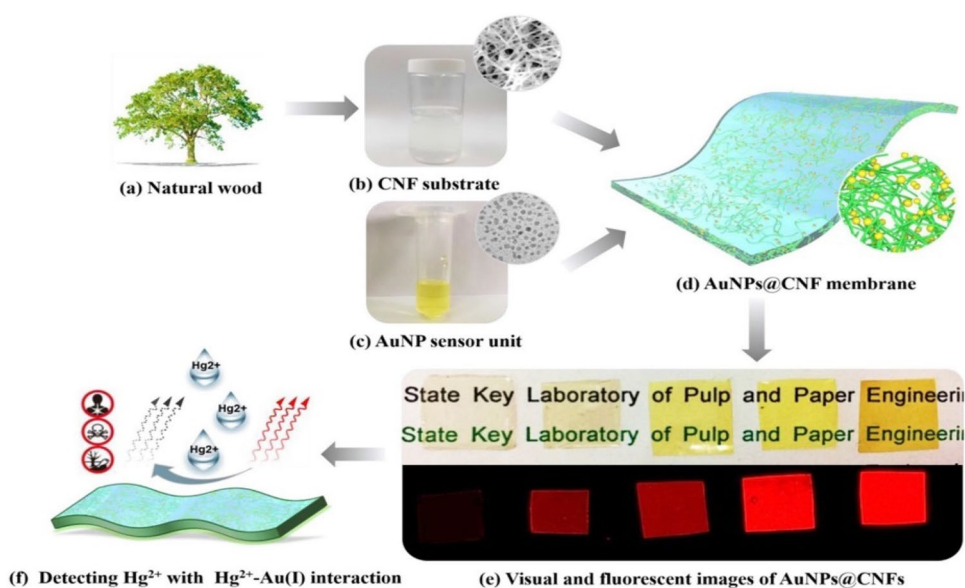 (a) Natural wood
(b) CNF substrate
(c) AuNP sensor unit
(d) AuNPs@CNF membrane
State Key Laboratory of Pulp and Paper Engineeri
State Key Laboratory of Pulp and Paper Engineeri
(e) Visual and fluorescent images of AuNPs@CNFs
Hg2+
Hg2+
Hg2+
(f) Detecting Hg²⁺ with Hg²⁺-Au(I) interaction